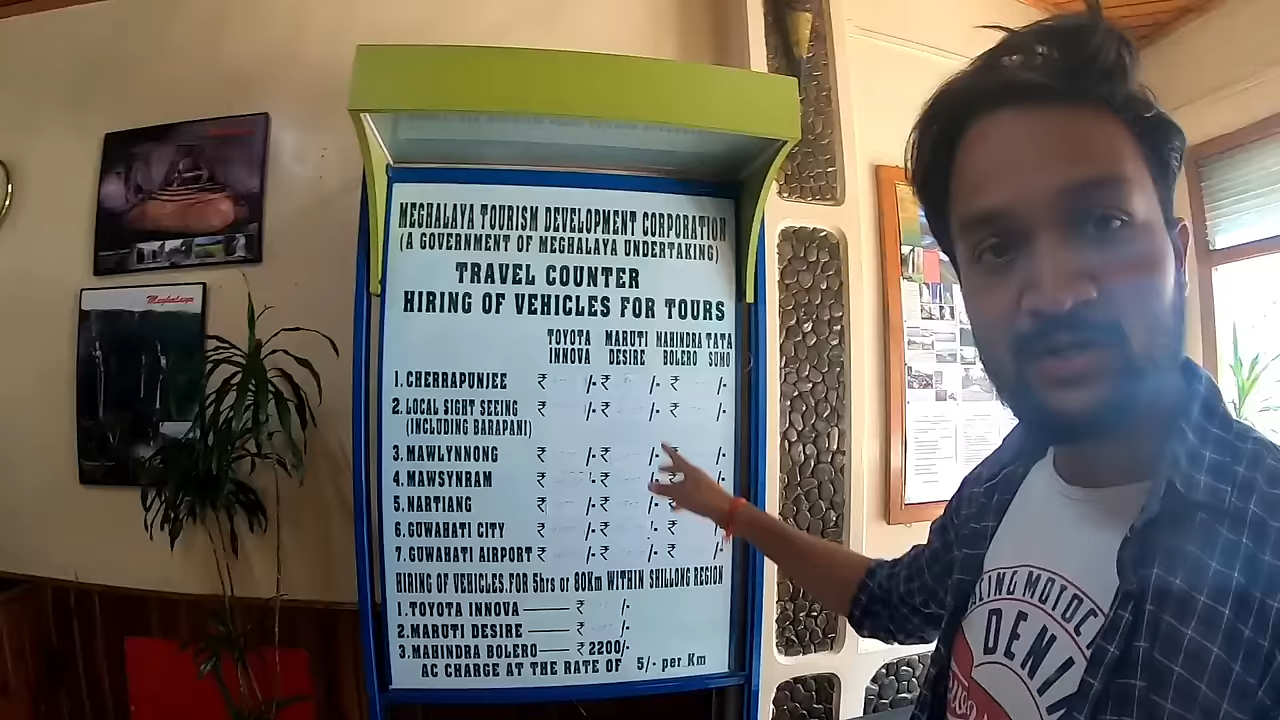 MEGHALAYA TOURISM DEVELOPMENT CORPORATION
(A GOVERNMENT OF MEGHALAYA UNDERTAKING)
TRAVEL COUNTER
HIRING OF VEHICLES FOR TOURS
TOYOTA MARUTI MAHINDRA TATA
INNOVA DESIRE BOLERO SUMO
1.CHERRAPUNJEE ₹ /- ₹ /- ₹ /-
2.LOCAL SIGHT SEEING ₹ /- ₹ /- ₹ /-
(INCLUDING BARAPANI)
3.MAWLYNNONG ₹ /- ₹ /- ₹ /-
4.MAWSYNRAM ₹ /- ₹ /- ₹ /-
5.NARTIANG ₹ /- ₹ /- ₹ /-
6.GUWAHATI CITY ₹ /- ₹ /- ₹ /-
7.GUWAHATI AIRPORT ₹ /- ₹ /- ₹ /-
HIRING OF VEHICLES.FOR 5hrs or 80Km WITHIN SHILLONG REGION
1.TOYOTA INNOVA —— ₹ /-
2.MARUTI DESIRE —— ₹ /-
3.MAHINDRA BOLERO— ₹2200/-
AC CHARGE AT THE RATE OF 5/- per.Km
Meghalaya
DENI